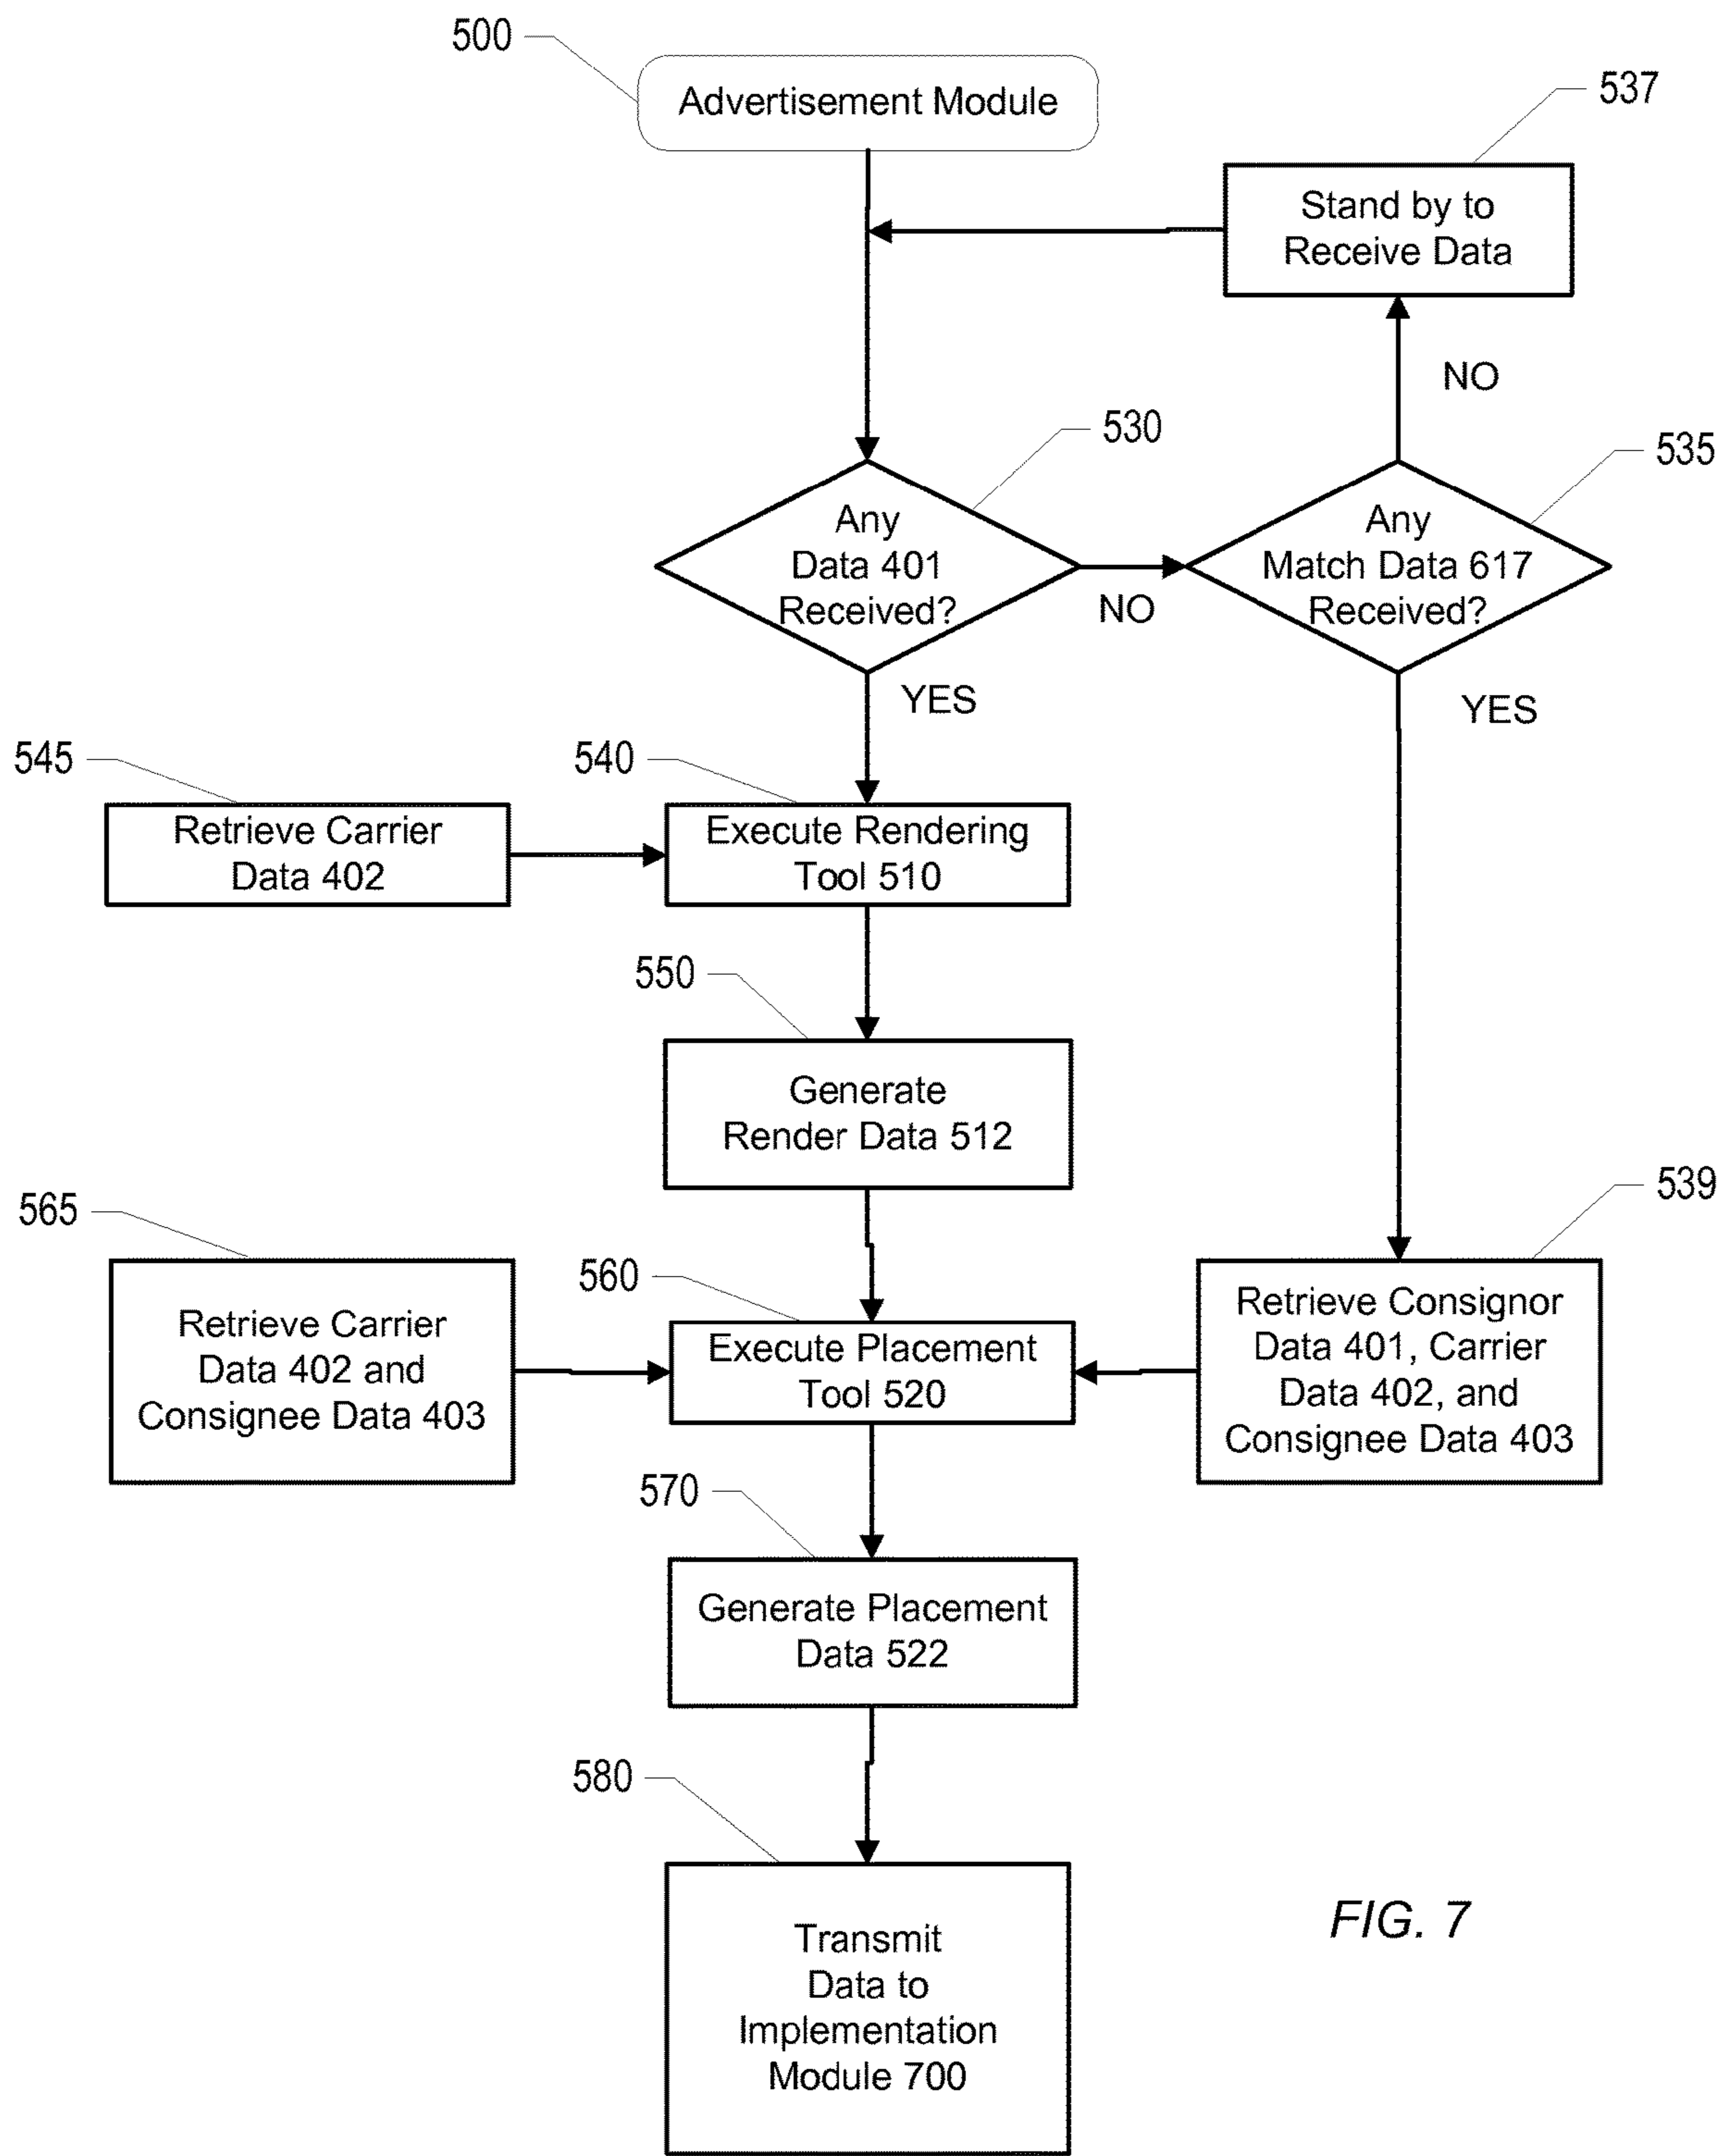 500
Advertisement Module
537
Stand by to
Receive Data
NO
530
535
Any
Data 401
Received?
NO
Any
Match Data 617
Received?
YES
YES
545
Retrieve Carrier
Data 402
540
Execute Rendering
Tool 510
550
Generate
Render Data 512
565
Retrieve Carrier
Data 402 and
Consignee Data 403
560
Execute Placement
Tool 520
539
Retrieve Consignor
Data 401, Carrier
Data 402, and
Consignee Data 403
570
Generate Placement
Data 522
580
Transmit
Data to
Implementation
Module 700
FIG. 7